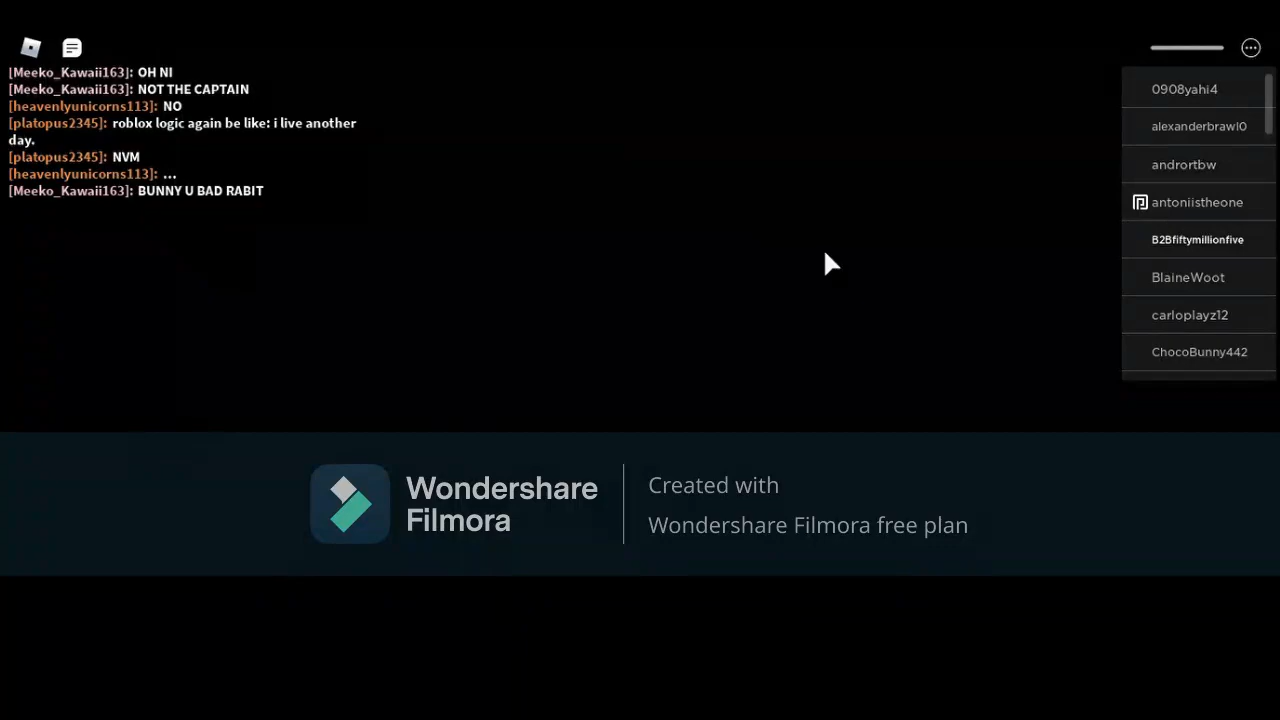 [Meeko_Kawaii163]: OH NI
[Meeko_Kawaii163]: NOT THE CAPTAIN
[heavenlyunicorns113]: NO
[platopus2345]: roblox logic again be like: i live another
day.
[platopus2345]: NVM
[heavenlyunicorns113]: ...
[Meeko_Kawaii163]: BUNNY U BAD RABIT
0908yahi4
alexanderbrawl0
andrortbw
antoniistheone
B2Bfiftymillionfive
BlaineWoot
carloplayz12
ChocoBunny442
Wondershare
Filmora
Created with
Wondershare Filmora free plan